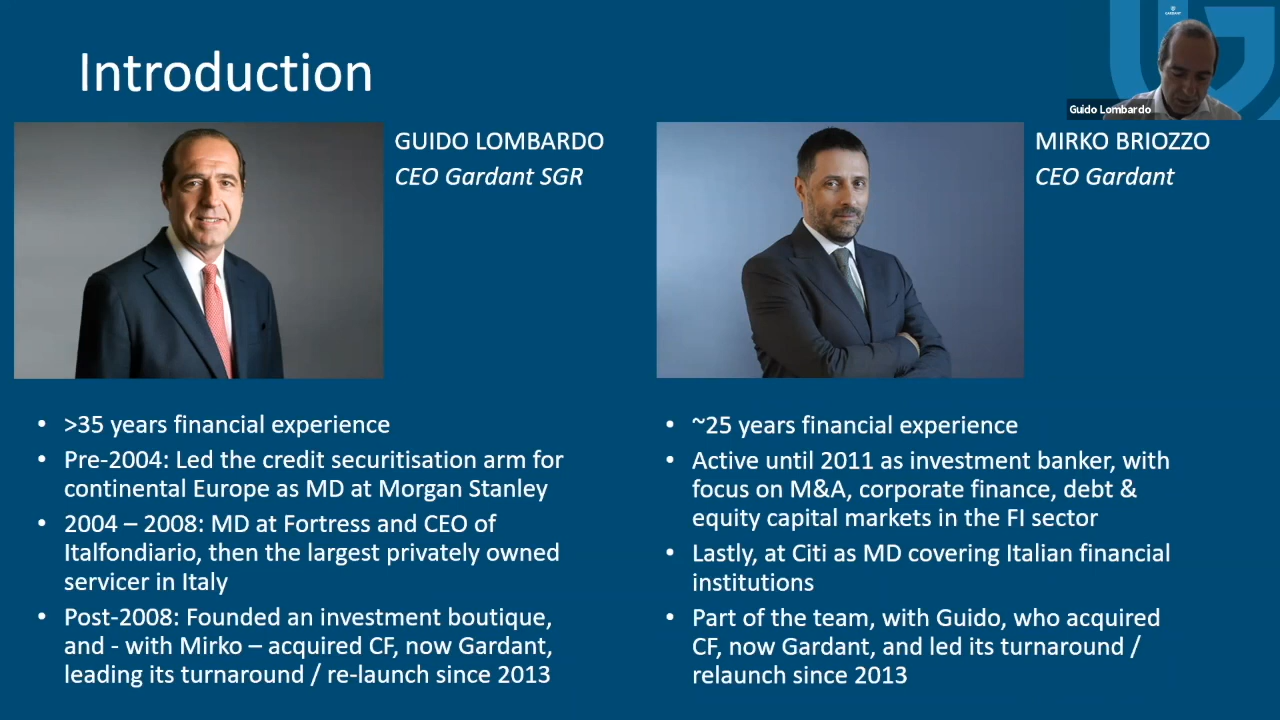 Introduction
GARDANT
Guido Lombardo
GUIDO LOMBARDO
CEO Gardant SGR
MIRKO BRIOZZO
CEO Gardant
• >35 years financial experience
• Pre-2004: Led the credit securitisation arm for
continental Europe as MD at Morgan Stanley
• 2004 – 2008: MD at Fortress and CEO of
Italfondiario, then the largest privately owned
servicer in Italy
• Post-2008: Founded an investment boutique,
and - with Mirko – acquired CF, now Gardant,
leading its turnaround / re-launch since 2013
• ~25 years financial experience
• Active until 2011 as investment banker, with
focus on M&A, corporate finance, debt &
equity capital markets in the FI sector
• Lastly, at Citi as MD covering Italian financial
institutions
• Part of the team, with Guido, who acquired
CF, now Gardant, and led its turnaround /
relaunch since 2013